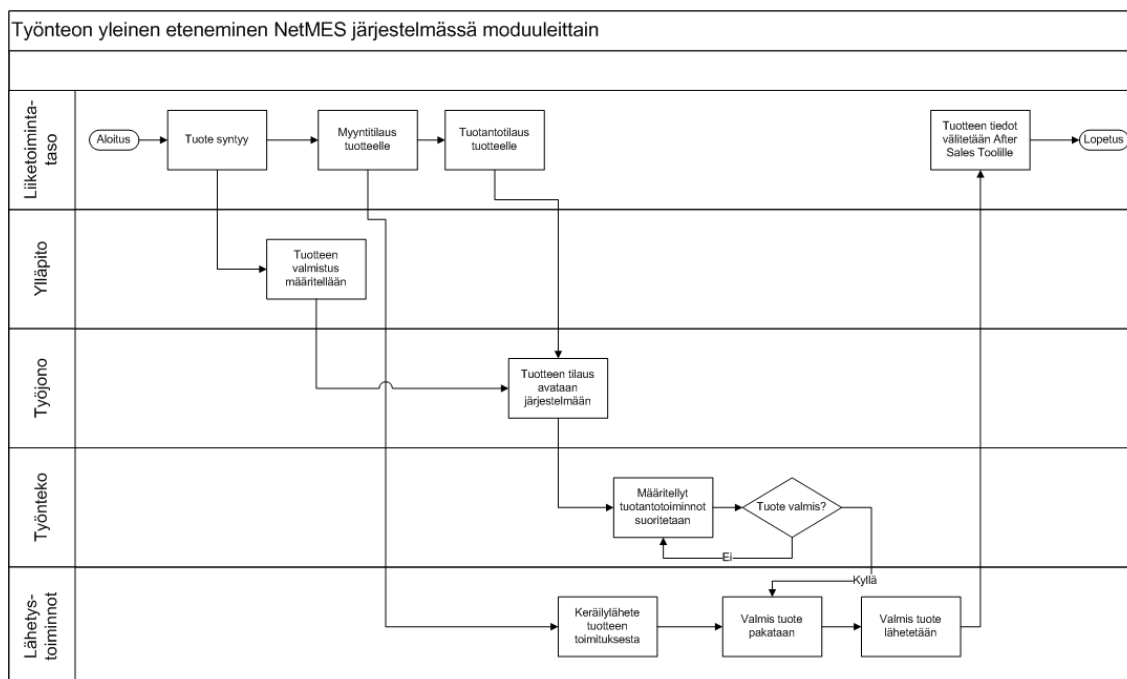 Työnteon yleinen eteneminen NetMES järjestelmässä moduuleittain
Liiketoiminta-
taso
Aloitus
Tuote syntyy
Myyntitilaus
tuotteelle
Tuotantotilaus
tuotteelle
Tuotteen tiedot
välitetään After
Sales Toolille
Lopetus
Ylläpito
Tuotteen
valmistus
määritellään
Työjono
Tuotteen tilaus
avataan
järjestelmään
Työnteko
Määritellyt
tuotantotoiminnot
suoritetaan
Tuote valmis?
Ei
Kyllä
Lähetys-
toiminnot
Keräilylähete
tuotteen
toimituksesta
Valmis tuote
pakataan
Valmis tuote
lähetetään